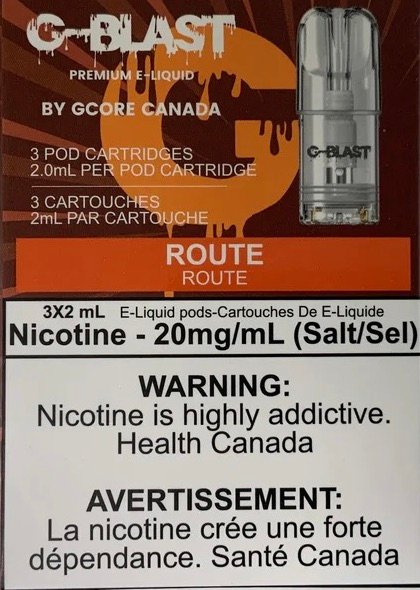 G-BLAST
PREMIUM E-LIQUID
BY GCORE CANADA
G-BLAST
3 POD CARTRIDGES
2.0mL PER POD CARTRIDGE
3 CARTOUCHES
2mL PAR CARTOUCHE
ROUTE
ROUTE
3X2 mL E-Liquid pods-Cartouches De E-Liquide
Nicotine - 20mg/mL (Salt/Sel)
WARNING:
Nicotine is highly addictive.
Health Canada
AVERTISSEMENT:
La nicotine crée une forte
dépendance. Santé Canada